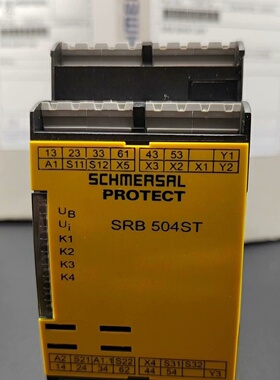 13 23 33 61 43 53 Y1
A1 S11 S12 X5 X3 X2 X1 Y2
SCHMERSAL
PROTECT
SRB 504ST
UB
Ui
K1
K2
K3
K4
A2 S21 A1.1 S22 X4 S31 S32
14 24 34 62 44 54 Y3